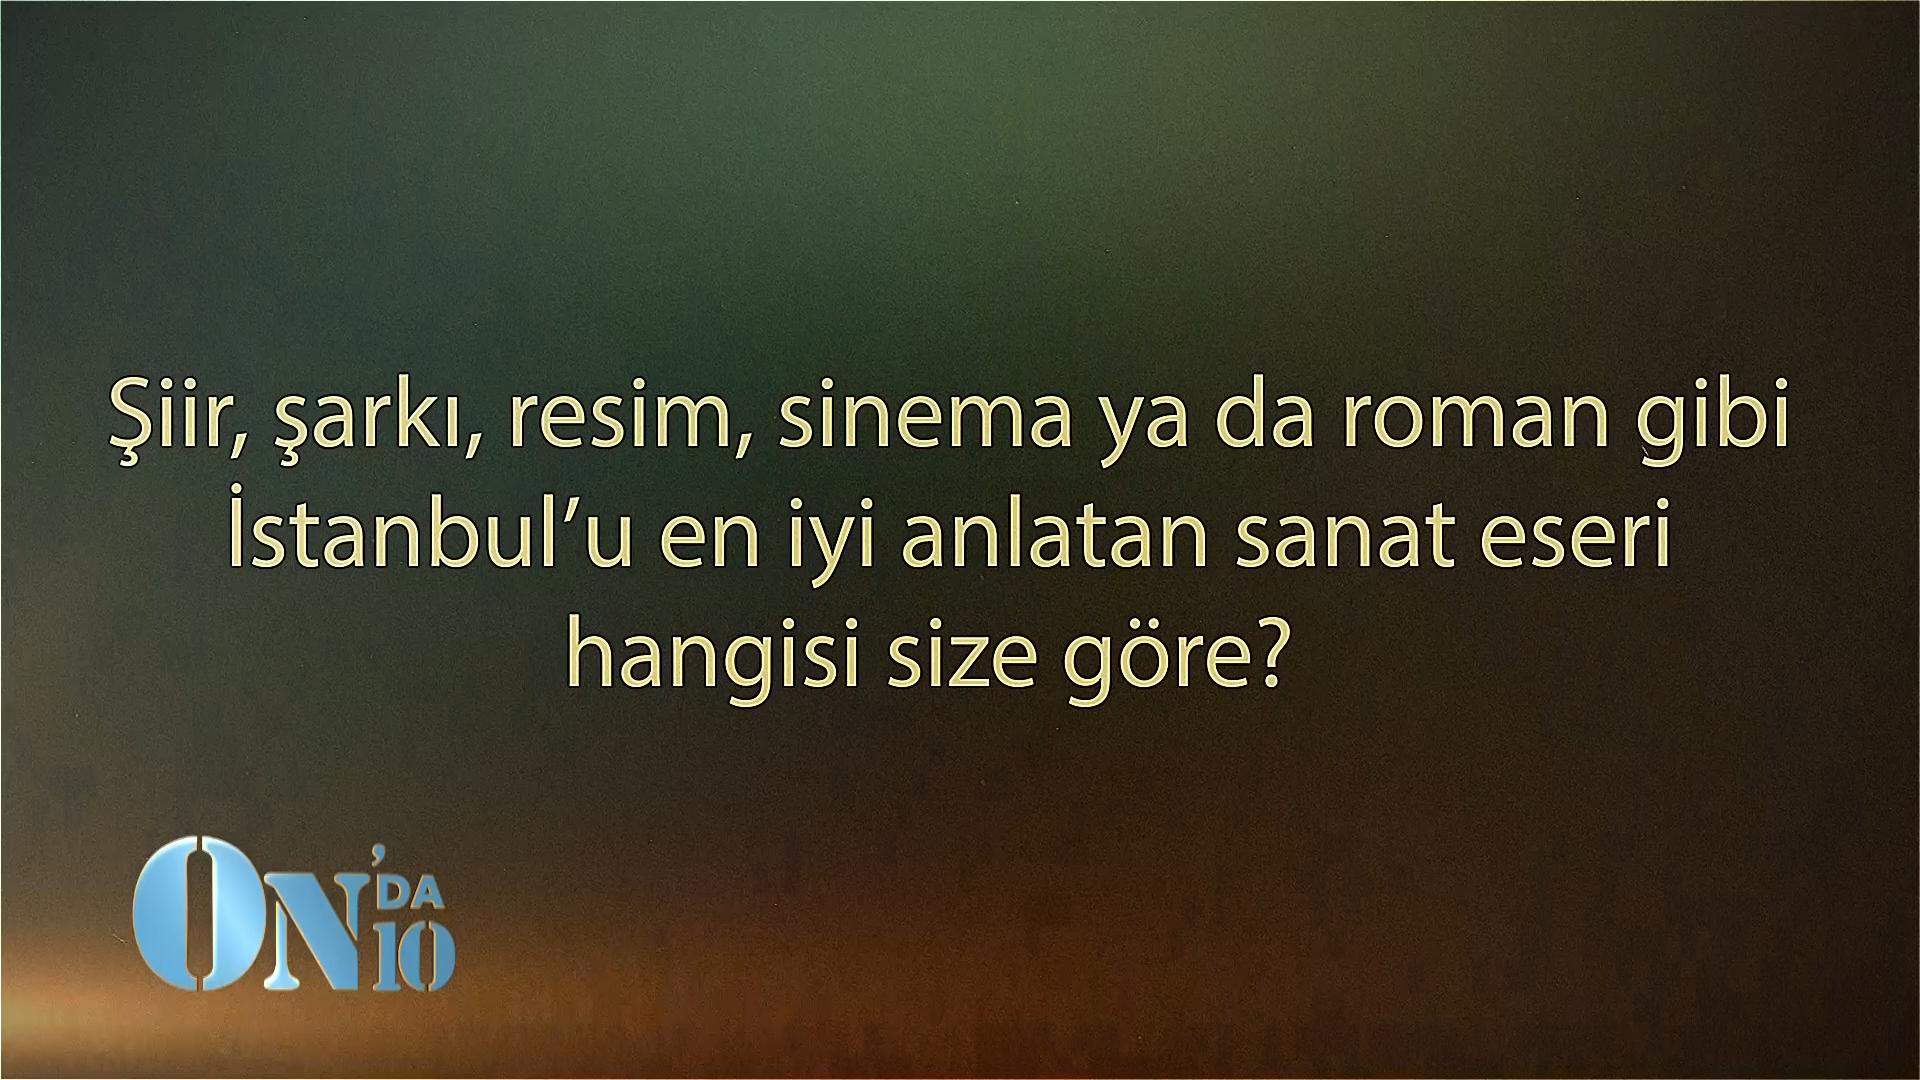 Şiir, şarkı, resim, sinema ya da roman gibi
İstanbul’u en iyi anlatan sanat eseri
hangisi size göre?
ON’DA
10